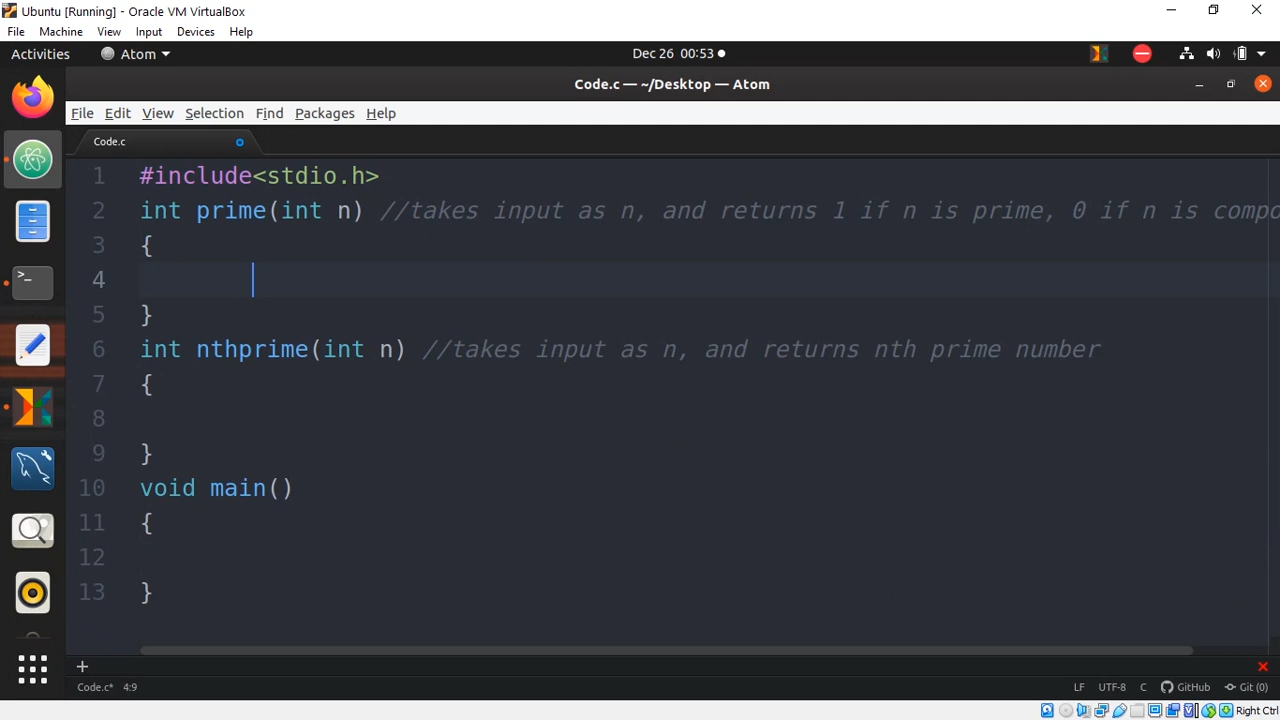 Ubuntu [Running] - Oracle VM VirtualBox
File Machine View Input Devices Help
Activities Atom Dec 26 00:53
Code.c — ~/Desktop — Atom
File Edit View Selection Find Packages Help
Code.c
1 #include<stdio.h>
2 int prime(int n) //takes input as n, and returns 1 if n is prime, 0 if n is compo
3 {
4
5 }
6 int nthprime(int n) //takes input as n, and returns nth prime number
7 {
8
9 }
10 void main()
11 {
12
13 }
+
Code.c* 4:9 LF UTF-8 C GitHub Git (0)
Right Ctrl